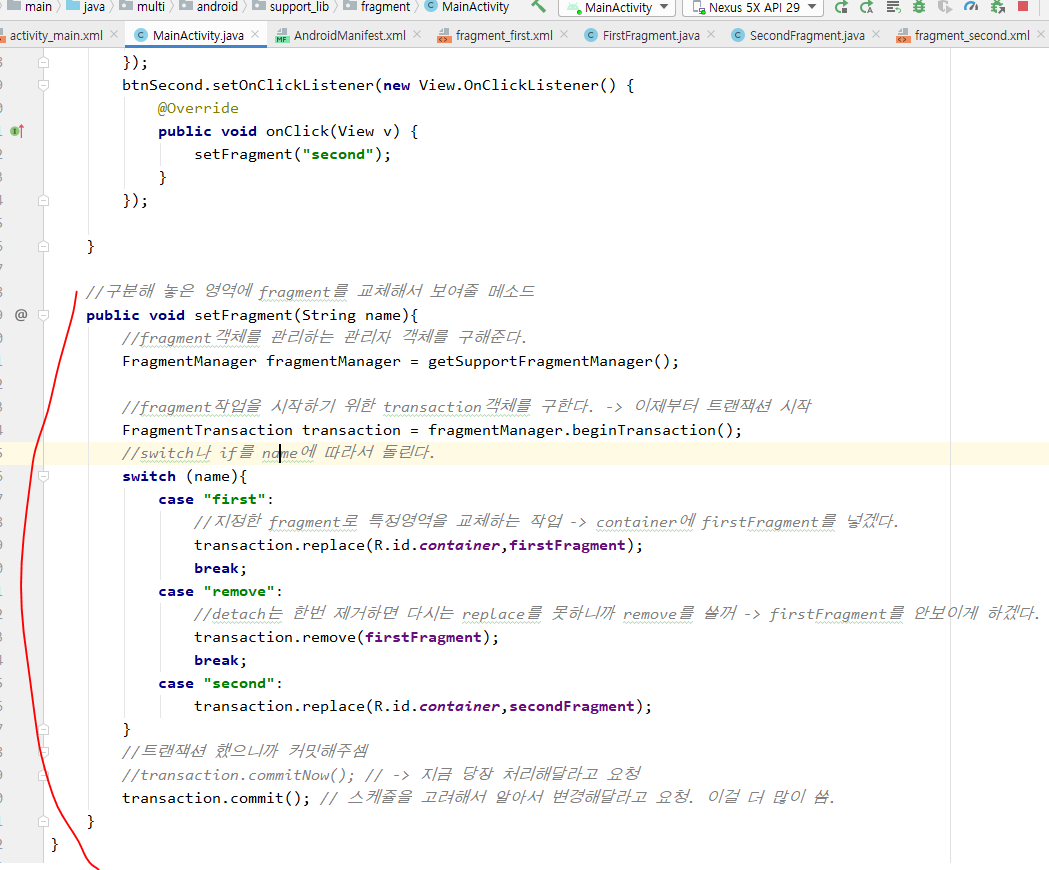 main java multi android support_lib fragment MainActivity MainActivity Nexus 5X API 29
activity_main.xml MainActivity.java AndroidManifest.xml fragment_first.xml FirstFragment.java SecondFragment.java fragment_second.xml
});
btnSecond.setOnClickListener(new View.OnClickListener() {
@Override
public void onClick(View v) {
setFragment("second");
}
});
}
//구분해 놓은 영역에 fragment를 교체해서 보여줄 메소드
@ public void setFragment(String name){
//fragment객체를 관리하는 관리자 객체를 구해준다.
FragmentManager fragmentManager = getSupportFragmentManager();
//fragment작업을 시작하기 위한 transaction객체를 구한다. -> 이제부터 트랜잭션 시작
FragmentTransaction transaction = fragmentManager.beginTransaction();
//switch나 if를 name에 따라서 돌린다.
switch (name){
case "first":
//지정한 fragment로 특정영역을 교체하는 작업 -> container에 firstFragment를 넣겠다.
transaction.replace(R.id.container,firstFragment);
break;
case "remove":
//detach는 한번 제거하면 다시는 replace를 못하니까 remove를 쓸꺼 -> firstFragment를 안보이게 하겠다.
transaction.remove(firstFragment);
break;
case "second":
transaction.replace(R.id.container,secondFragment);
}
//트랜잭션 했으니까 커밋해주셈
//transaction.commitNow(); // -> 지금 당장 처리해달라고 요청
transaction.commit(); // 스케쥴을 고려해서 알아서 변경해달라고 요청. 이걸 더 많이 씀.
}
}